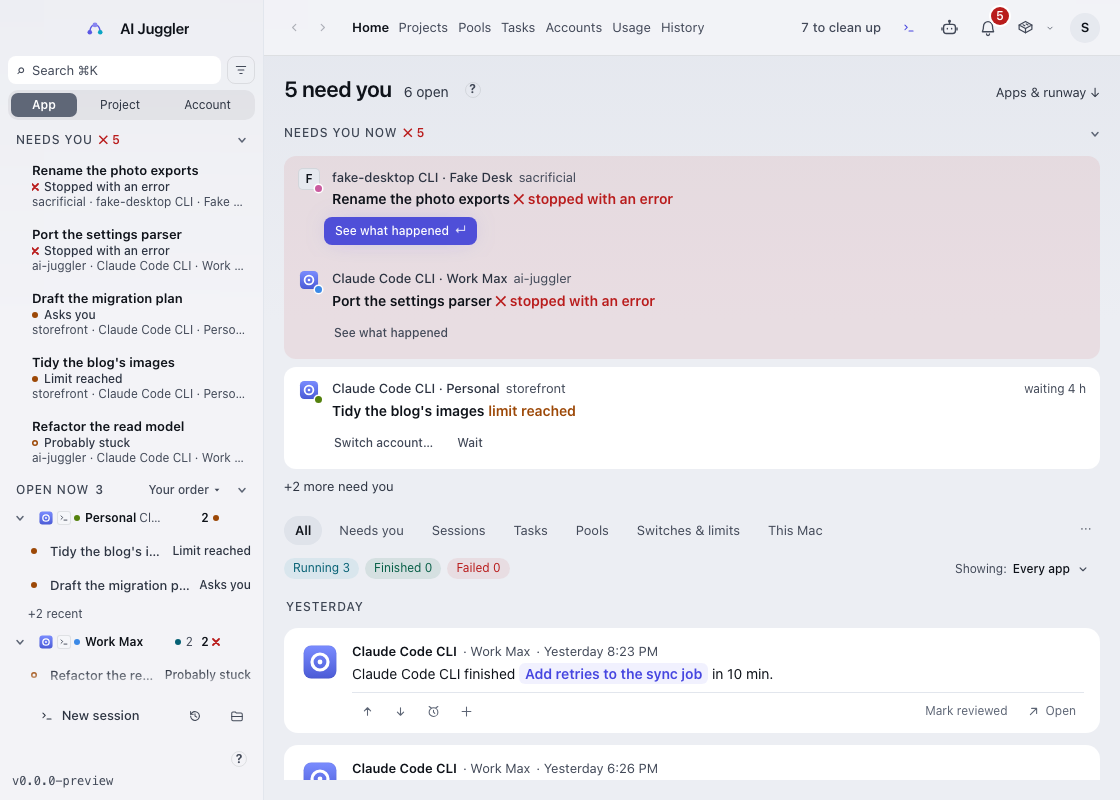 AI Juggler
Search ⌘K
App Project Account
NEEDS YOU 5
Rename the photo exports
Stopped with an error
sacrificial · fake-desktop CLI · Fake ...
Port the settings parser
Stopped with an error
ai-juggler · Claude Code CLI · Work ...
Draft the migration plan
Asks you
storefront · Claude Code CLI · Perso...
Tidy the blog's images
Limit reached
storefront · Claude Code CLI · Perso...
Refactor the read model
Probably stuck
ai-juggler · Claude Code CLI · Work ...
OPEN NOW 3 Your order
Personal Cl... 2
Tidy the blog's i... Limit reached
Draft the migration p... Asks you
+2 recent
Work Max 2 2
Refactor the re... Probably stuck
New session
?
v0.0.0-preview
Home Projects Pools Tasks Accounts Usage History 7 to clean up 5 S
5 need you 6 open ? Apps & runway ↓
NEEDS YOU NOW 5
F fake-desktop CLI · Fake Desk sacrificial
Rename the photo exports stopped with an error
See what happened
Claude Code CLI · Work Max ai-juggler
Port the settings parser stopped with an error
See what happened
Claude Code CLI · Personal storefront waiting 4 h
Tidy the blog's images limit reached
Switch account... Wait
+2 more need you
All Needs you Sessions Tasks Pools Switches & limits This Mac ...
Running 3 Finished 0 Failed 0 Showing: Every app
YESTERDAY
Claude Code CLI · Work Max · Yesterday 8:23 PM
Claude Code CLI finished Add retries to the sync job in 10 min.
Mark reviewed Open
Claude Code CLI · Work Max · Yesterday 6:26 PM